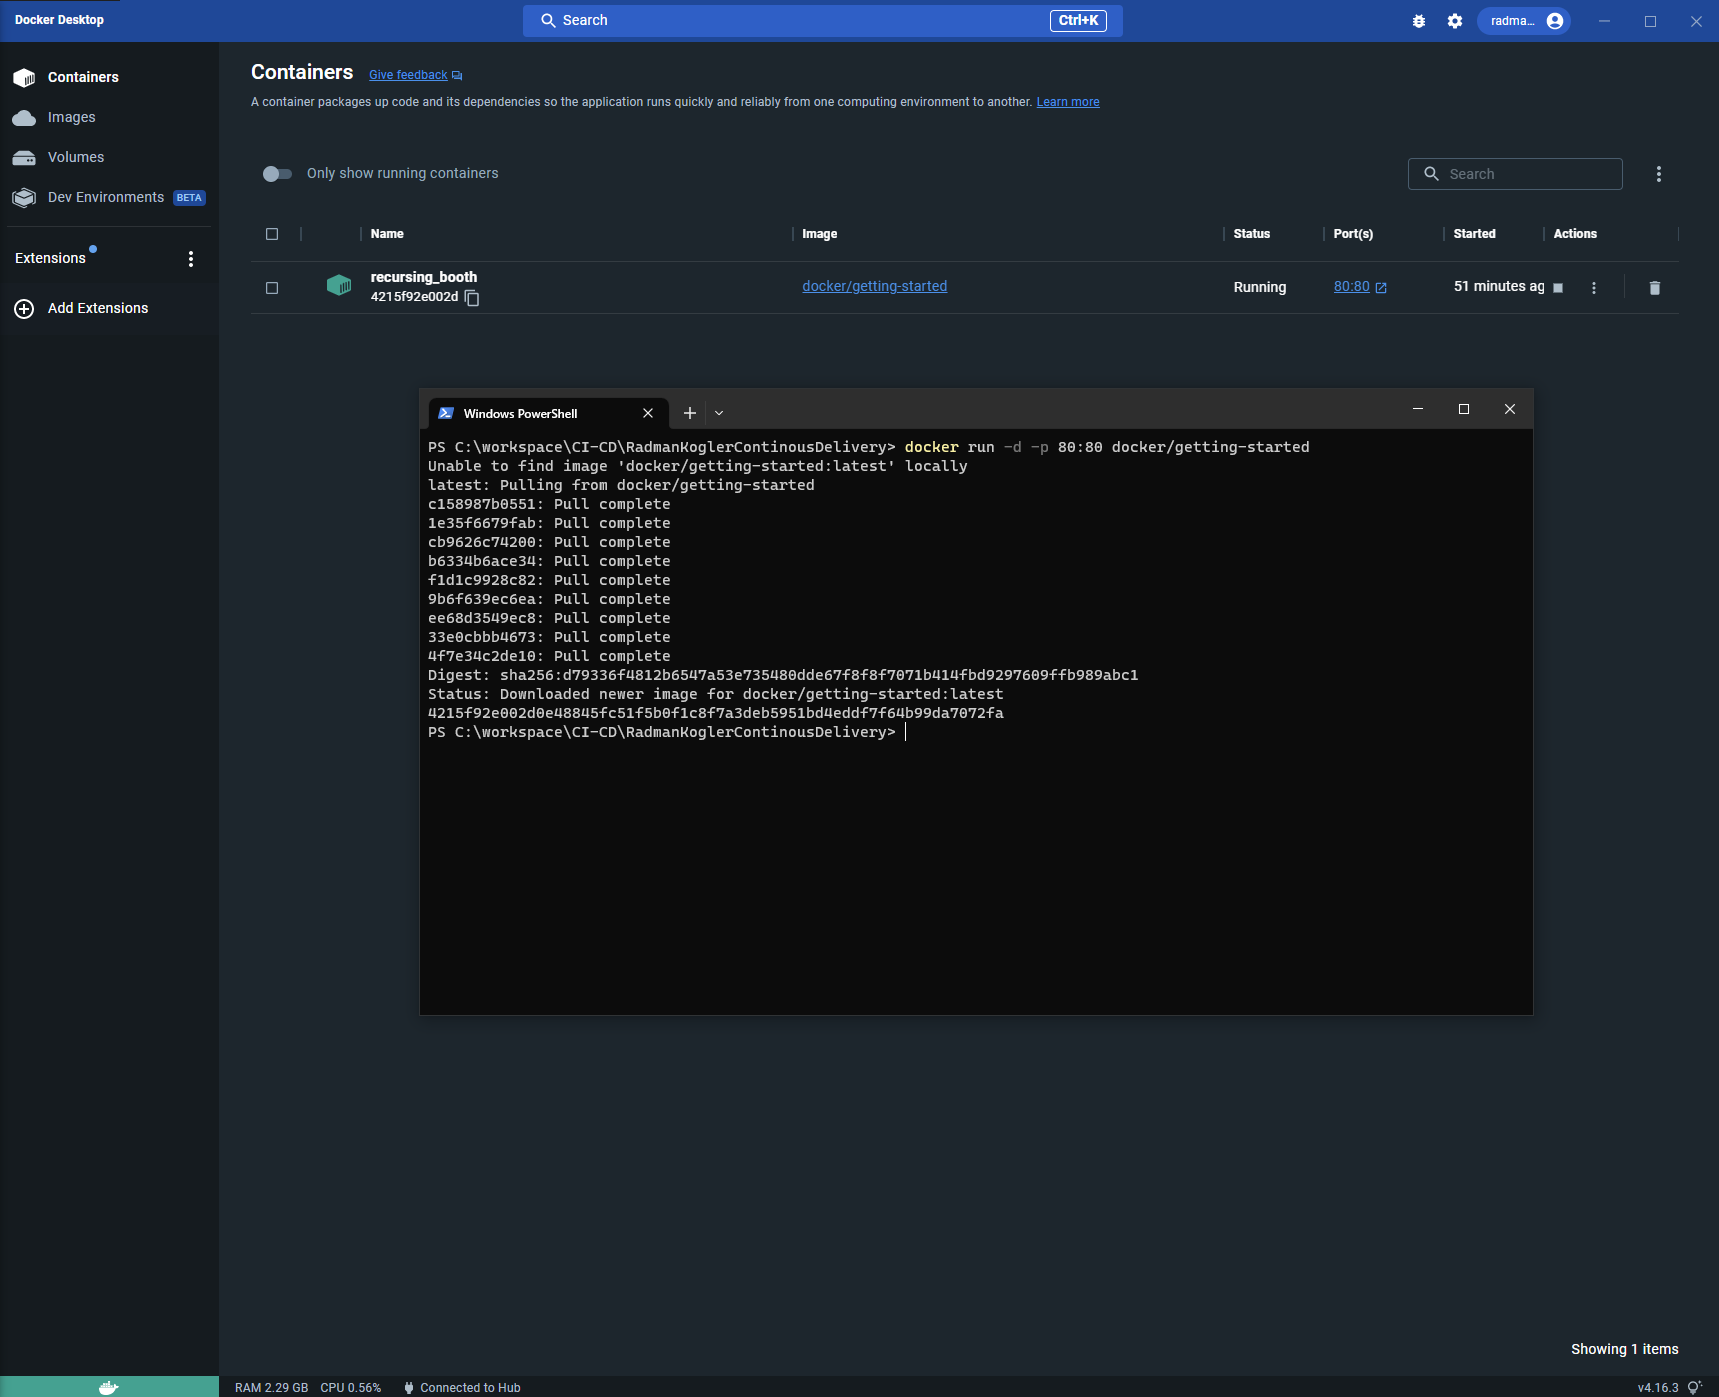 Docker Desktop
Search
Ctrl+K
radma...
Containers
Images
Volumes
Dev Environments BETA
Extensions
Add Extensions
Containers Give feedback
A container packages up code and its dependencies so the application runs quickly and reliably from one computing environment to another. Learn more
Only show running containers
Search
Name Image Status Port(s) Started Actions
recursing_booth
4215f92e002d
docker/getting-started Running 80:80 51 minutes ag
Windows PowerShell
PS C:\workspace\CI-CD\RadmanKoglerContinousDelivery> docker run -d -p 80:80 docker/getting-started
Unable to find image 'docker/getting-started:latest' locally
latest: Pulling from docker/getting-started
c158987b0551: Pull complete
1e35f6679fab: Pull complete
cb9626c74200: Pull complete
b6334b6ace34: Pull complete
f1d1c9928c82: Pull complete
9b6f639ec6ea: Pull complete
ee68d3549ec8: Pull complete
33e0cbbb4673: Pull complete
4f7e34c2de10: Pull complete
Digest: sha256:d79336f4812b6547a53e735480dde67f8f8f7071b414fbd9297609ffb989abc1
Status: Downloaded newer image for docker/getting-started:latest
4215f92e002d0e48845fc51f5b0f1c8f7a3deb5951bd4eddf7f64b99da7072fa
PS C:\workspace\CI-CD\RadmanKoglerContinousDelivery>
Showing 1 items
RAM 2.29 GB CPU 0.56% Connected to Hub
v4.16.3